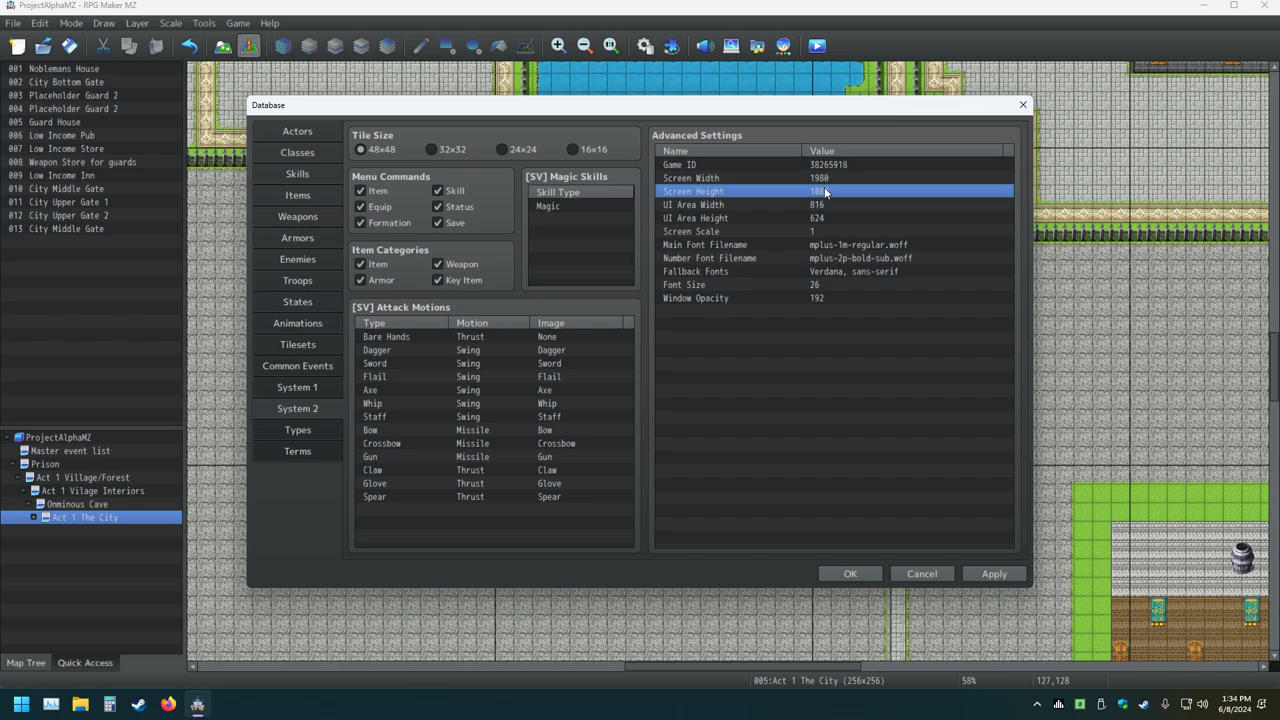 ProjectAlphaMZ - RPG Maker MZ
File Edit Mode Draw Layer Scale Tools Game Help
001 Noblemans House
002 City Bottom Gate
003 Placeholder Guard 2
004 Placeholder Guard 2
005 Guard House
006 Low Income Pub
007 Low Income Store
008 Weapon Store for guards
009 Low Income Inn
010 City Middle Gate
011 City Upper Gate 1
012 City Upper Gate 2
013 City Middle Gate
ProjectAlphaMZ
Master event list
Prison
Act 1 Village/Forest
Act 1 Vilage Interiors
Onminous Cave
Act 1 The City
Map Tree Quick Access
Database
Actors
Classes
Skills
Items
Weapons
Armors
Enemies
Troops
States
Animations
Tilesets
Common Events
System 1
System 2
Types
Terms
Tile Size
48×48 32×32 24×24 16×16
Menu Commands
Item Skill
Equip Status
Formation Save
[SV] Magic Skills
Skill Type
Magic
Item Categories
Item Weapon
Armor Key Item
[SV] Attack Motions
Type Motion Image
Bare Hands Thrust None
Dagger Swing Dagger
Sword Swing Sword
Flail Swing Flail
Axe Swing Axe
Whip Swing Whip
Staff Swing Staff
Bow Missile Bow
Crossbow Missile Crossbow
Gun Missile Gun
Claw Thrust Claw
Glove Thrust Glove
Spear Thrust Spear
Advanced Settings
Name Value
Game ID 38265918
Screen Width 1980
Screen Height
UI Area Width 816
UI Area Height 624
Screen Scale 1
Main Font Filename mplus-1m-regular.woff
Number Font Filename mplus-2p-bold-sub.woff
Fallback Fonts Verdana, sans-serif
Font Size 26
Window Opacity 192
OK Cancel Apply
005:Act 1 The City (256×256) 58% 127,128
1:34 PM
6/8/2024